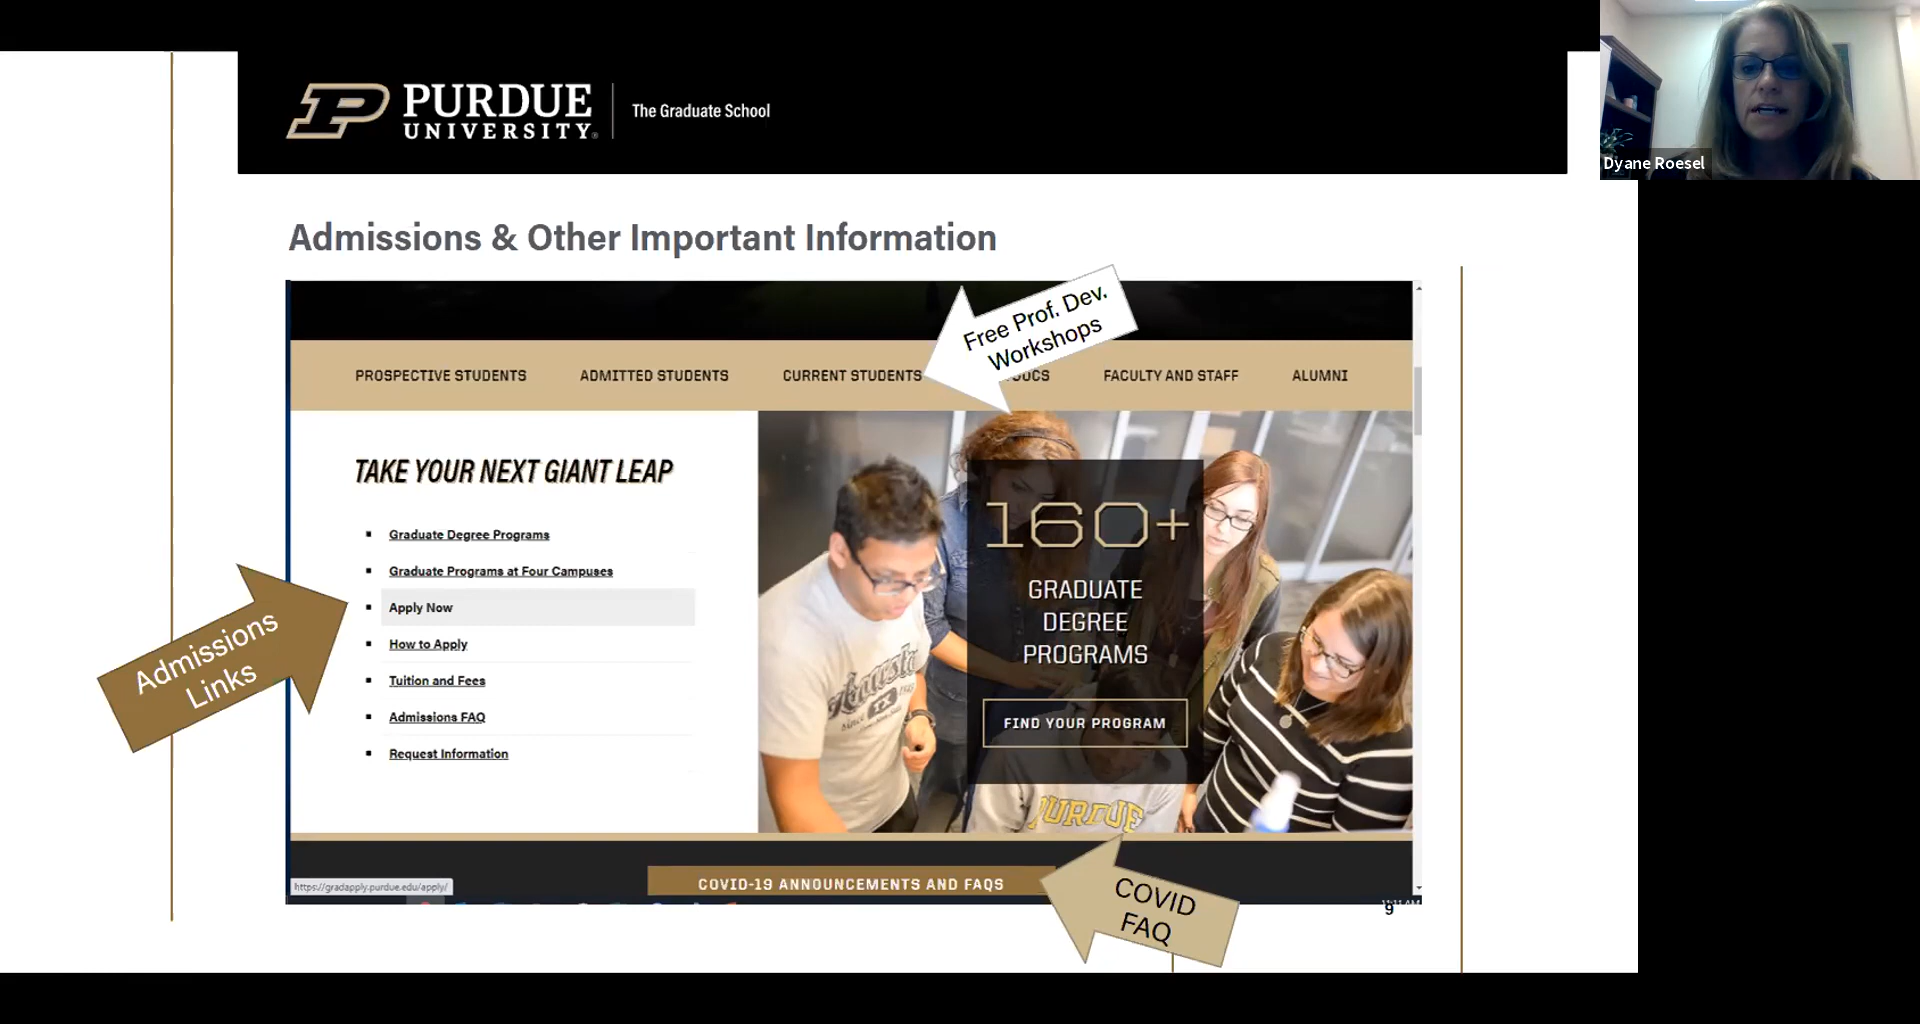 PURDUE
UNIVERSITY®
The Graduate School
Dyane Roesel
Admissions & Other Important Information
Free Prof. Dev.
Workshops
PROSPECTIVE STUDENTS
ADMITTED STUDENTS
CURRENT STUDENTS
FACULTY AND STAFF
ALUMNI
TAKE YOUR NEXT GIANT LEAP
Graduate Degree Programs
Graduate Programs at Four Campuses
Apply Now
How to Apply
Tuition and Fees
Admissions FAQ
Request Information
Admissions
Links
160+
GRADUATE
DEGREE
PROGRAMS
FIND YOUR PROGRAM
PURDUE
COVID-19 ANNOUNCEMENTS AND FAQS
https://gradapply.purdue.edu/apply/
COVID
FAQ
9